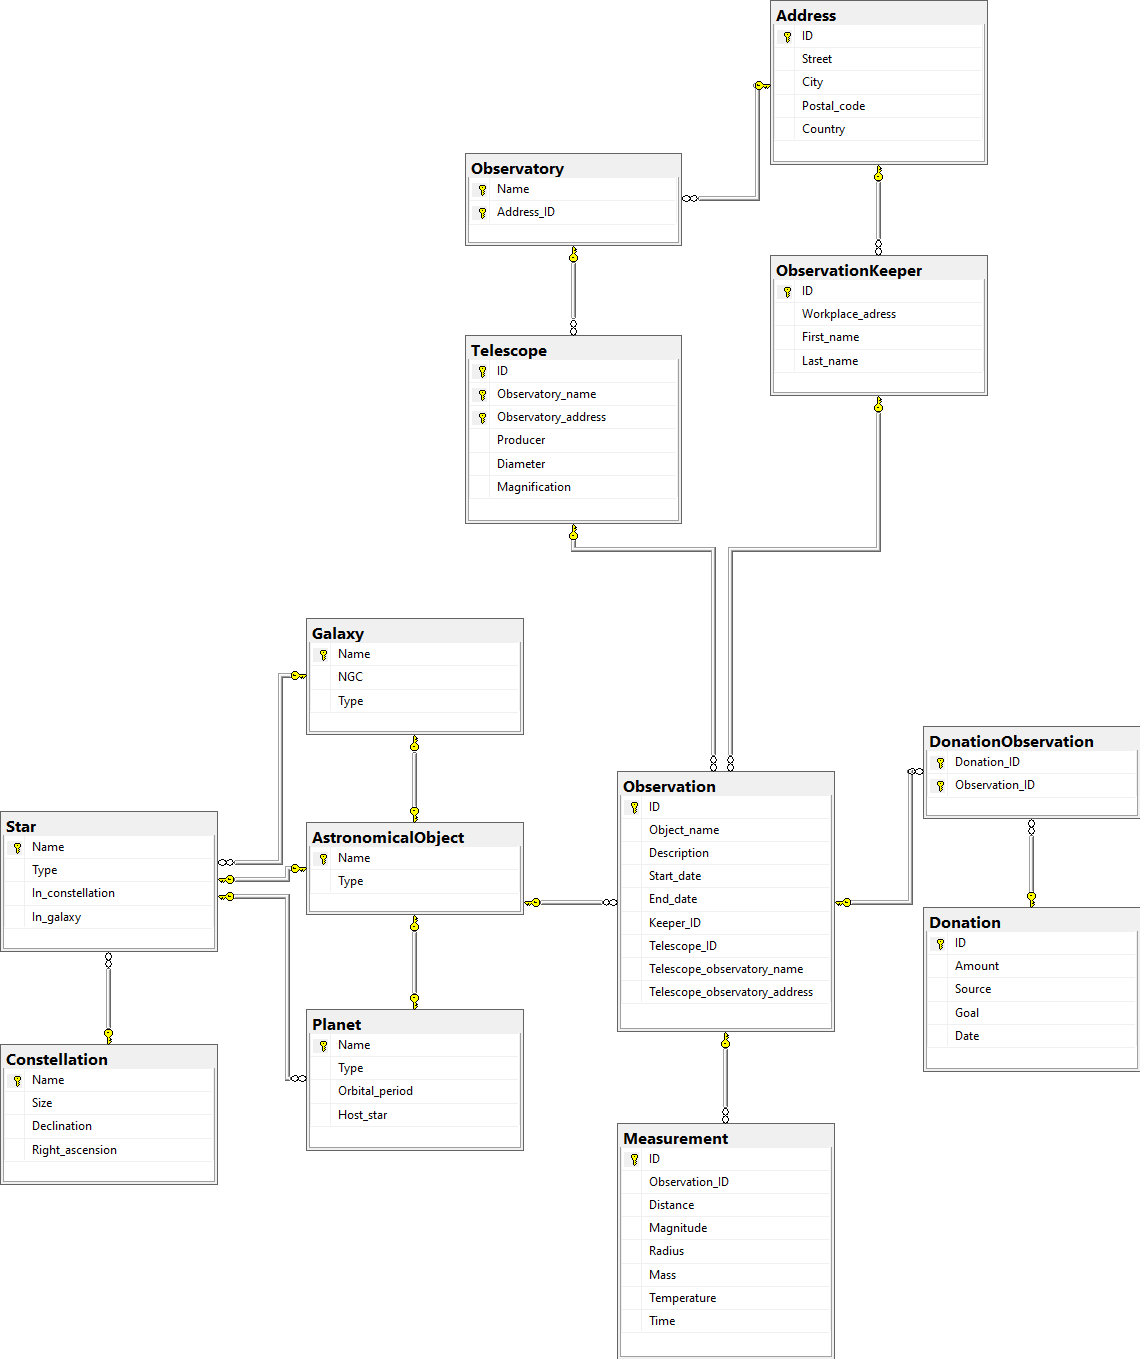 Address
ID
Street
City
Postal_code
Country
Observatory
Name
Address_ID
ObservationKeeper
ID
Workplace_adress
First_name
Last_name
Telescope
ID
Observatory_name
Observatory_address
Producer
Diameter
Magnification
Galaxy
Name
NGC
Type
DonationObservation
Donation_ID
Observation_ID
Observation
ID
Object_name
Description
Start_date
End_date
Keeper_ID
Telescope_ID
Telescope_observatory_name
Telescope_observatory_address
Star
Name
Type
In_constellation
In_galaxy
AstronomicalObject
Name
Type
Donation
ID
Amount
Source
Goal
Date
Planet
Name
Type
Orbital_period
Host_star
Constellation
Name
Size
Declination
Right_ascension
Measurement
ID
Observation_ID
Distance
Magnitude
Radius
Mass
Temperature
Time